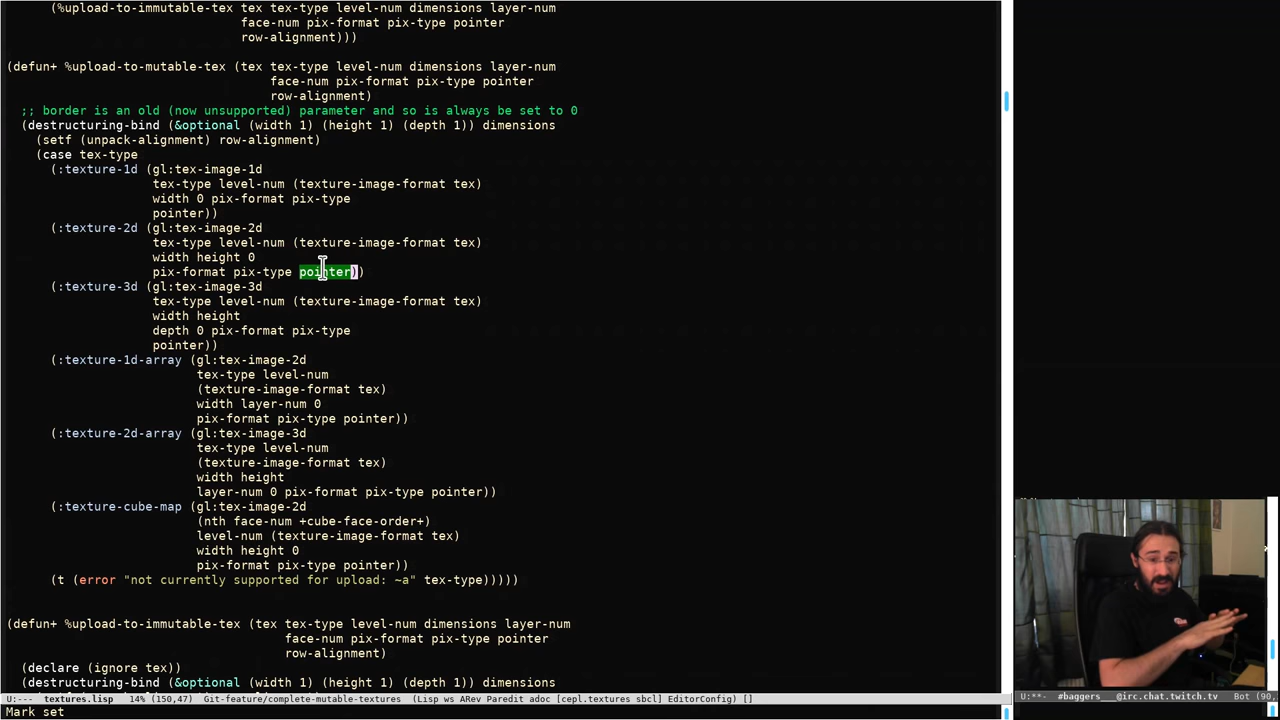 (%upload-to-immutable-tex tex tex-type level-num dimensions layer-num
face-num pix-format pix-type pointer
row-alignment)))
(defun+ %upload-to-mutable-tex (tex tex-type level-num dimensions layer-num
face-num pix-format pix-type pointer
row-alignment)
;; border is an old (now unsupported) parameter and so is always be set to 0
(destructuring-bind (&optional (width 1) (height 1) (depth 1)) dimensions
(setf (unpack-alignment) row-alignment)
(case tex-type
(:texture-1d (gl:tex-image-1d
tex-type level-num (texture-image-format tex)
width 0 pix-format pix-type
pointer))
(:texture-2d (gl:tex-image-2d
tex-type level-num (texture-image-format tex)
width height 0
pix-format pix-type pointer))
(:texture-3d (gl:tex-image-3d
tex-type level-num (texture-image-format tex)
width height
depth 0 pix-format pix-type
pointer))
(:texture-1d-array (gl:tex-image-2d
tex-type level-num
(texture-image-format tex)
width layer-num 0
pix-format pix-type pointer))
(:texture-2d-array (gl:tex-image-3d
tex-type level-num
(texture-image-format tex)
width height
layer-num 0 pix-format pix-type pointer))
(:texture-cube-map (gl:tex-image-2d
(nth face-num +cube-face-order+)
level-num (texture-image-format tex)
width height 0
pix-format pix-type pointer))
(t (error "not currently supported for upload: ~a" tex-type)))))
(defun+ %upload-to-immutable-tex (tex tex-type level-num dimensions layer-num
face-num pix-format pix-type pointer
row-alignment)
(declare (ignore tex))
(destructuring-bind (&optional (width 1) (height 1) (depth 1)) dimensions
U:--- textures.lisp 14% (150,47) Git-feature/complete-mutable-textures (Lisp ws ARev Paredit adoc [cepl.textures sbcl] EditorConfig) []
U:**- #baggers___@irc.chat.twitch.tv Bot (90,
Mark set